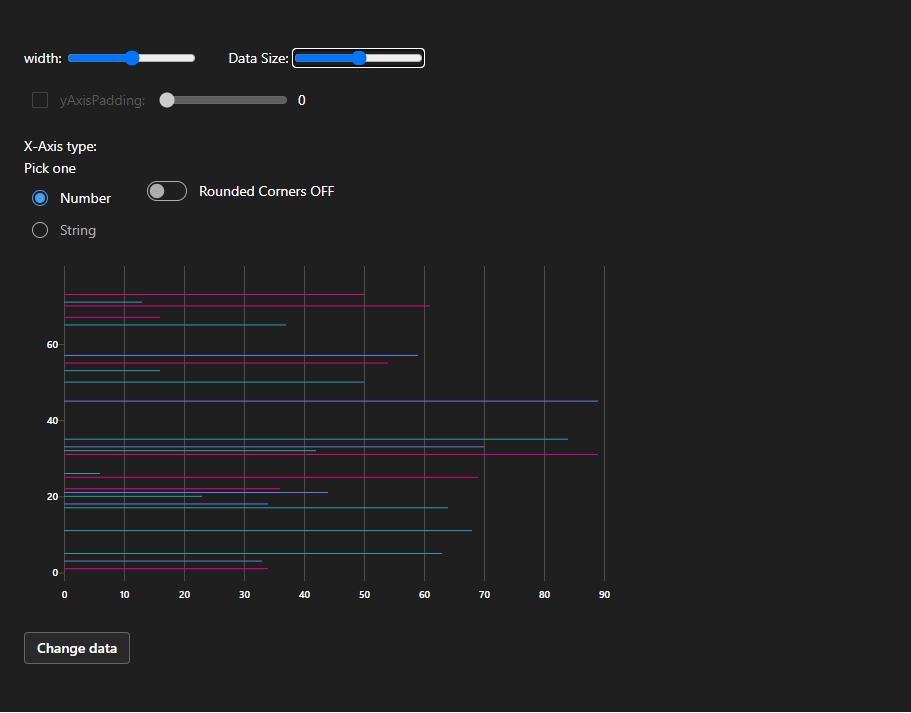 width: Data Size:
yAxisPadding: 0
X-Axis type:
Pick one
Number
Rounded Corners OFF
String
60
40
20
0
0 10 20 30 40 50 60 70 80 90
Change data